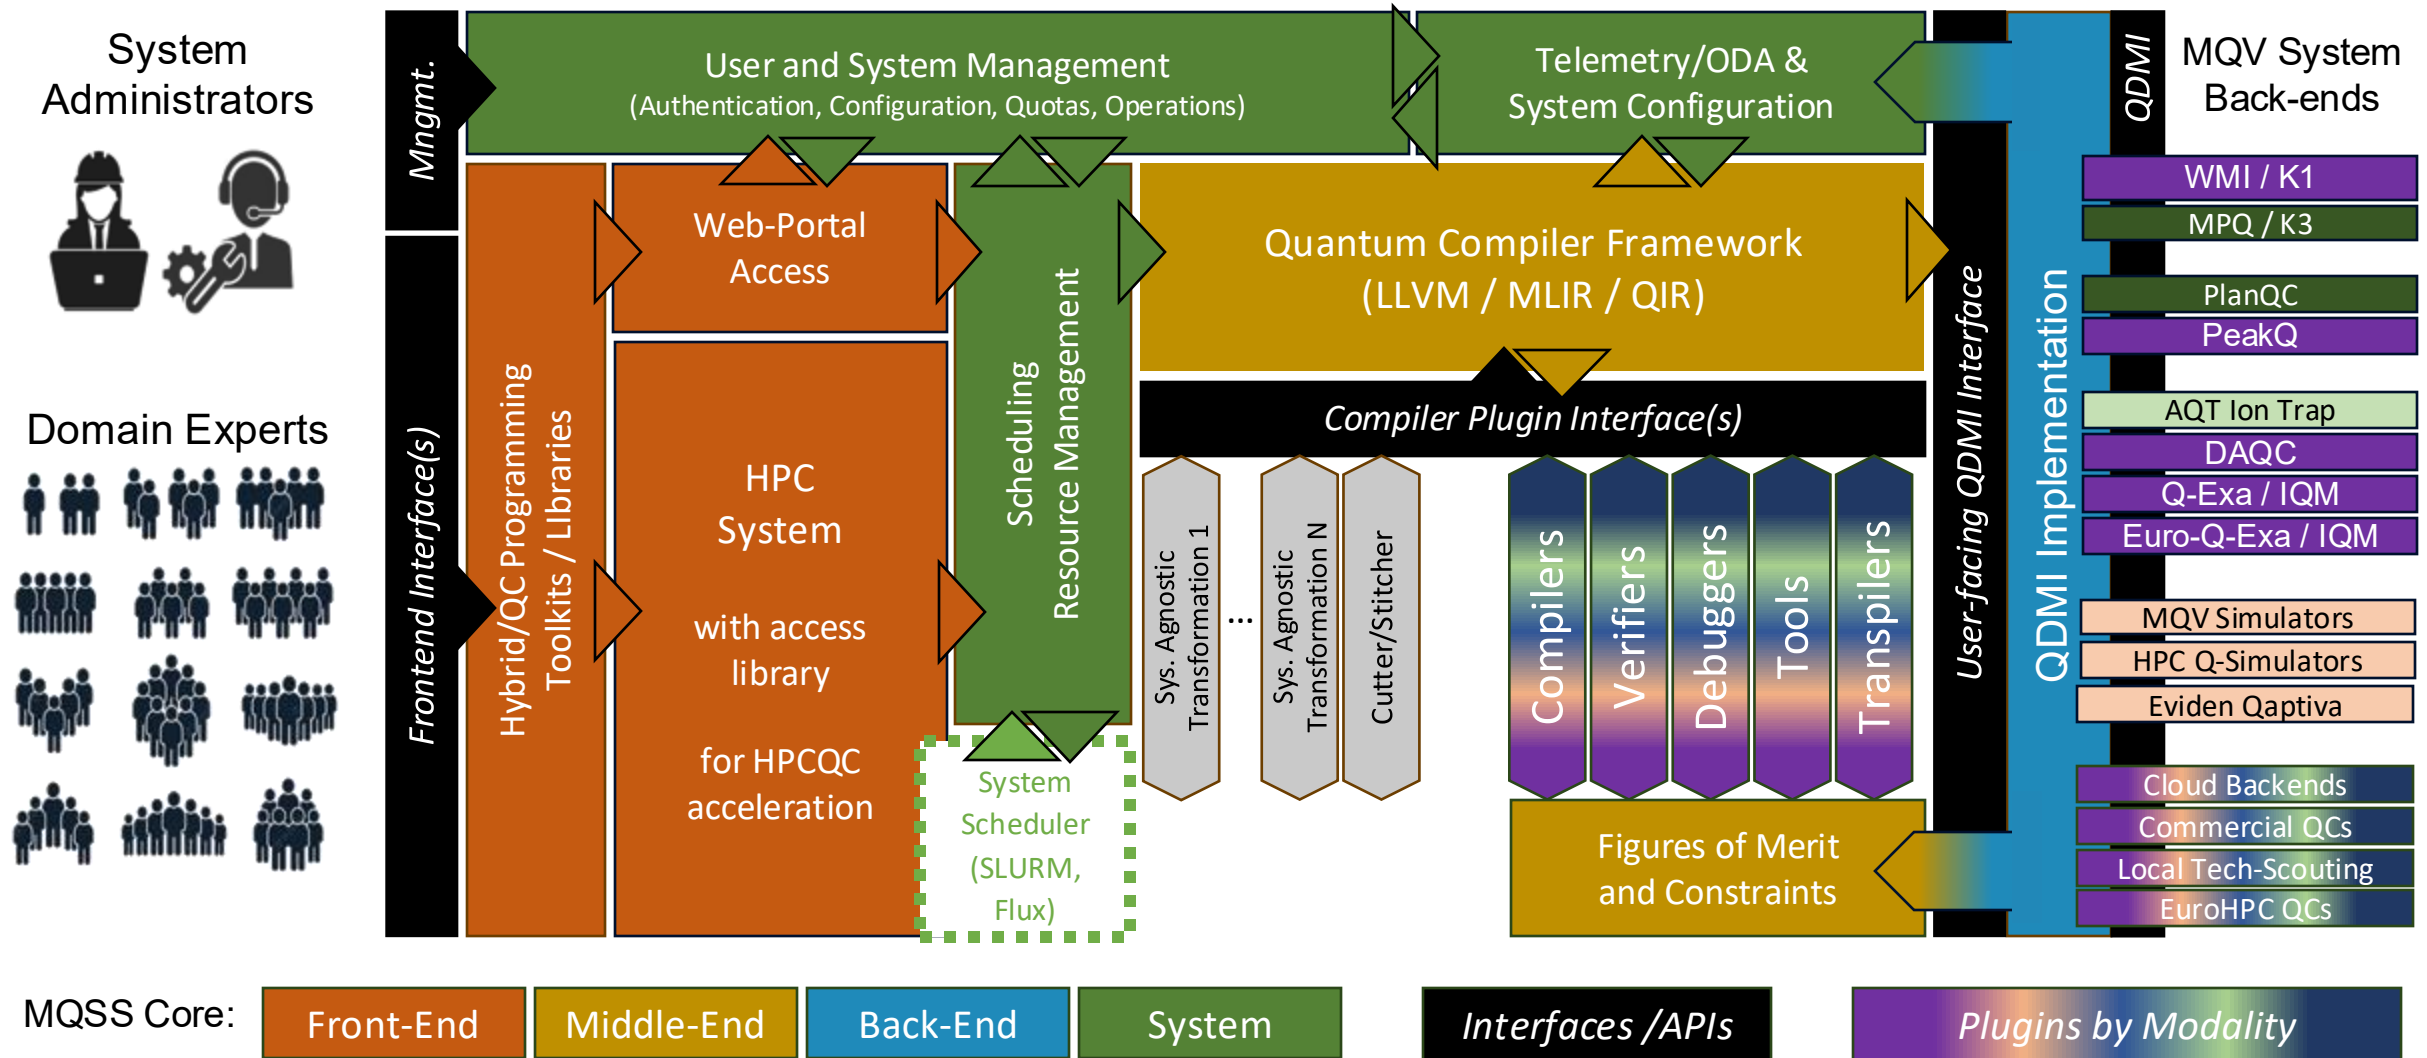 System
Administrators
Domain Experts
Mngmt.
Frontend Interface(s)
User and System Management
(Authentication, Configuration, Quotas, Operations)
Telemetry/ODA &
System Configuration
Hybrid/QC Programming
Toolkits / LIbraries
Web-Portal
Access
HPC
System
with access
library
for HPCQC
acceleration
Scheduling
Resource Management
System
Scheduler
(SLURM,
Flux)
Quantum Compiler Framework
(LLVM / MLIR / QIR)
Compiler Plugin Interface(s)
Sys. Agnostic
Transformation 1
...
Sys. Agnostic
Transformation N
Cutter/Stitcher
Compilers
Verifiers
Debuggers
Tools
Transpilers
Figures of Merit
and Constraints
User-facing QDMI Interface
QDMI Implementation
QDMI
MQV System
Back-ends
WMI / K1
MPQ / K3
PlanQC
PeakQ
AQT Ion Trap
DAQC
Q-Exa / IQM
Euro-Q-Exa / IQM
MQV Simulators
HPC Q-Simulators
Eviden Qaptiva
Cloud Backends
Commercial QCs
Local Tech-Scouting
EuroHPC QCs
MQSS Core:
Front-End
Middle-End
Back-End
System
Interfaces /APIs
Plugins by Modality